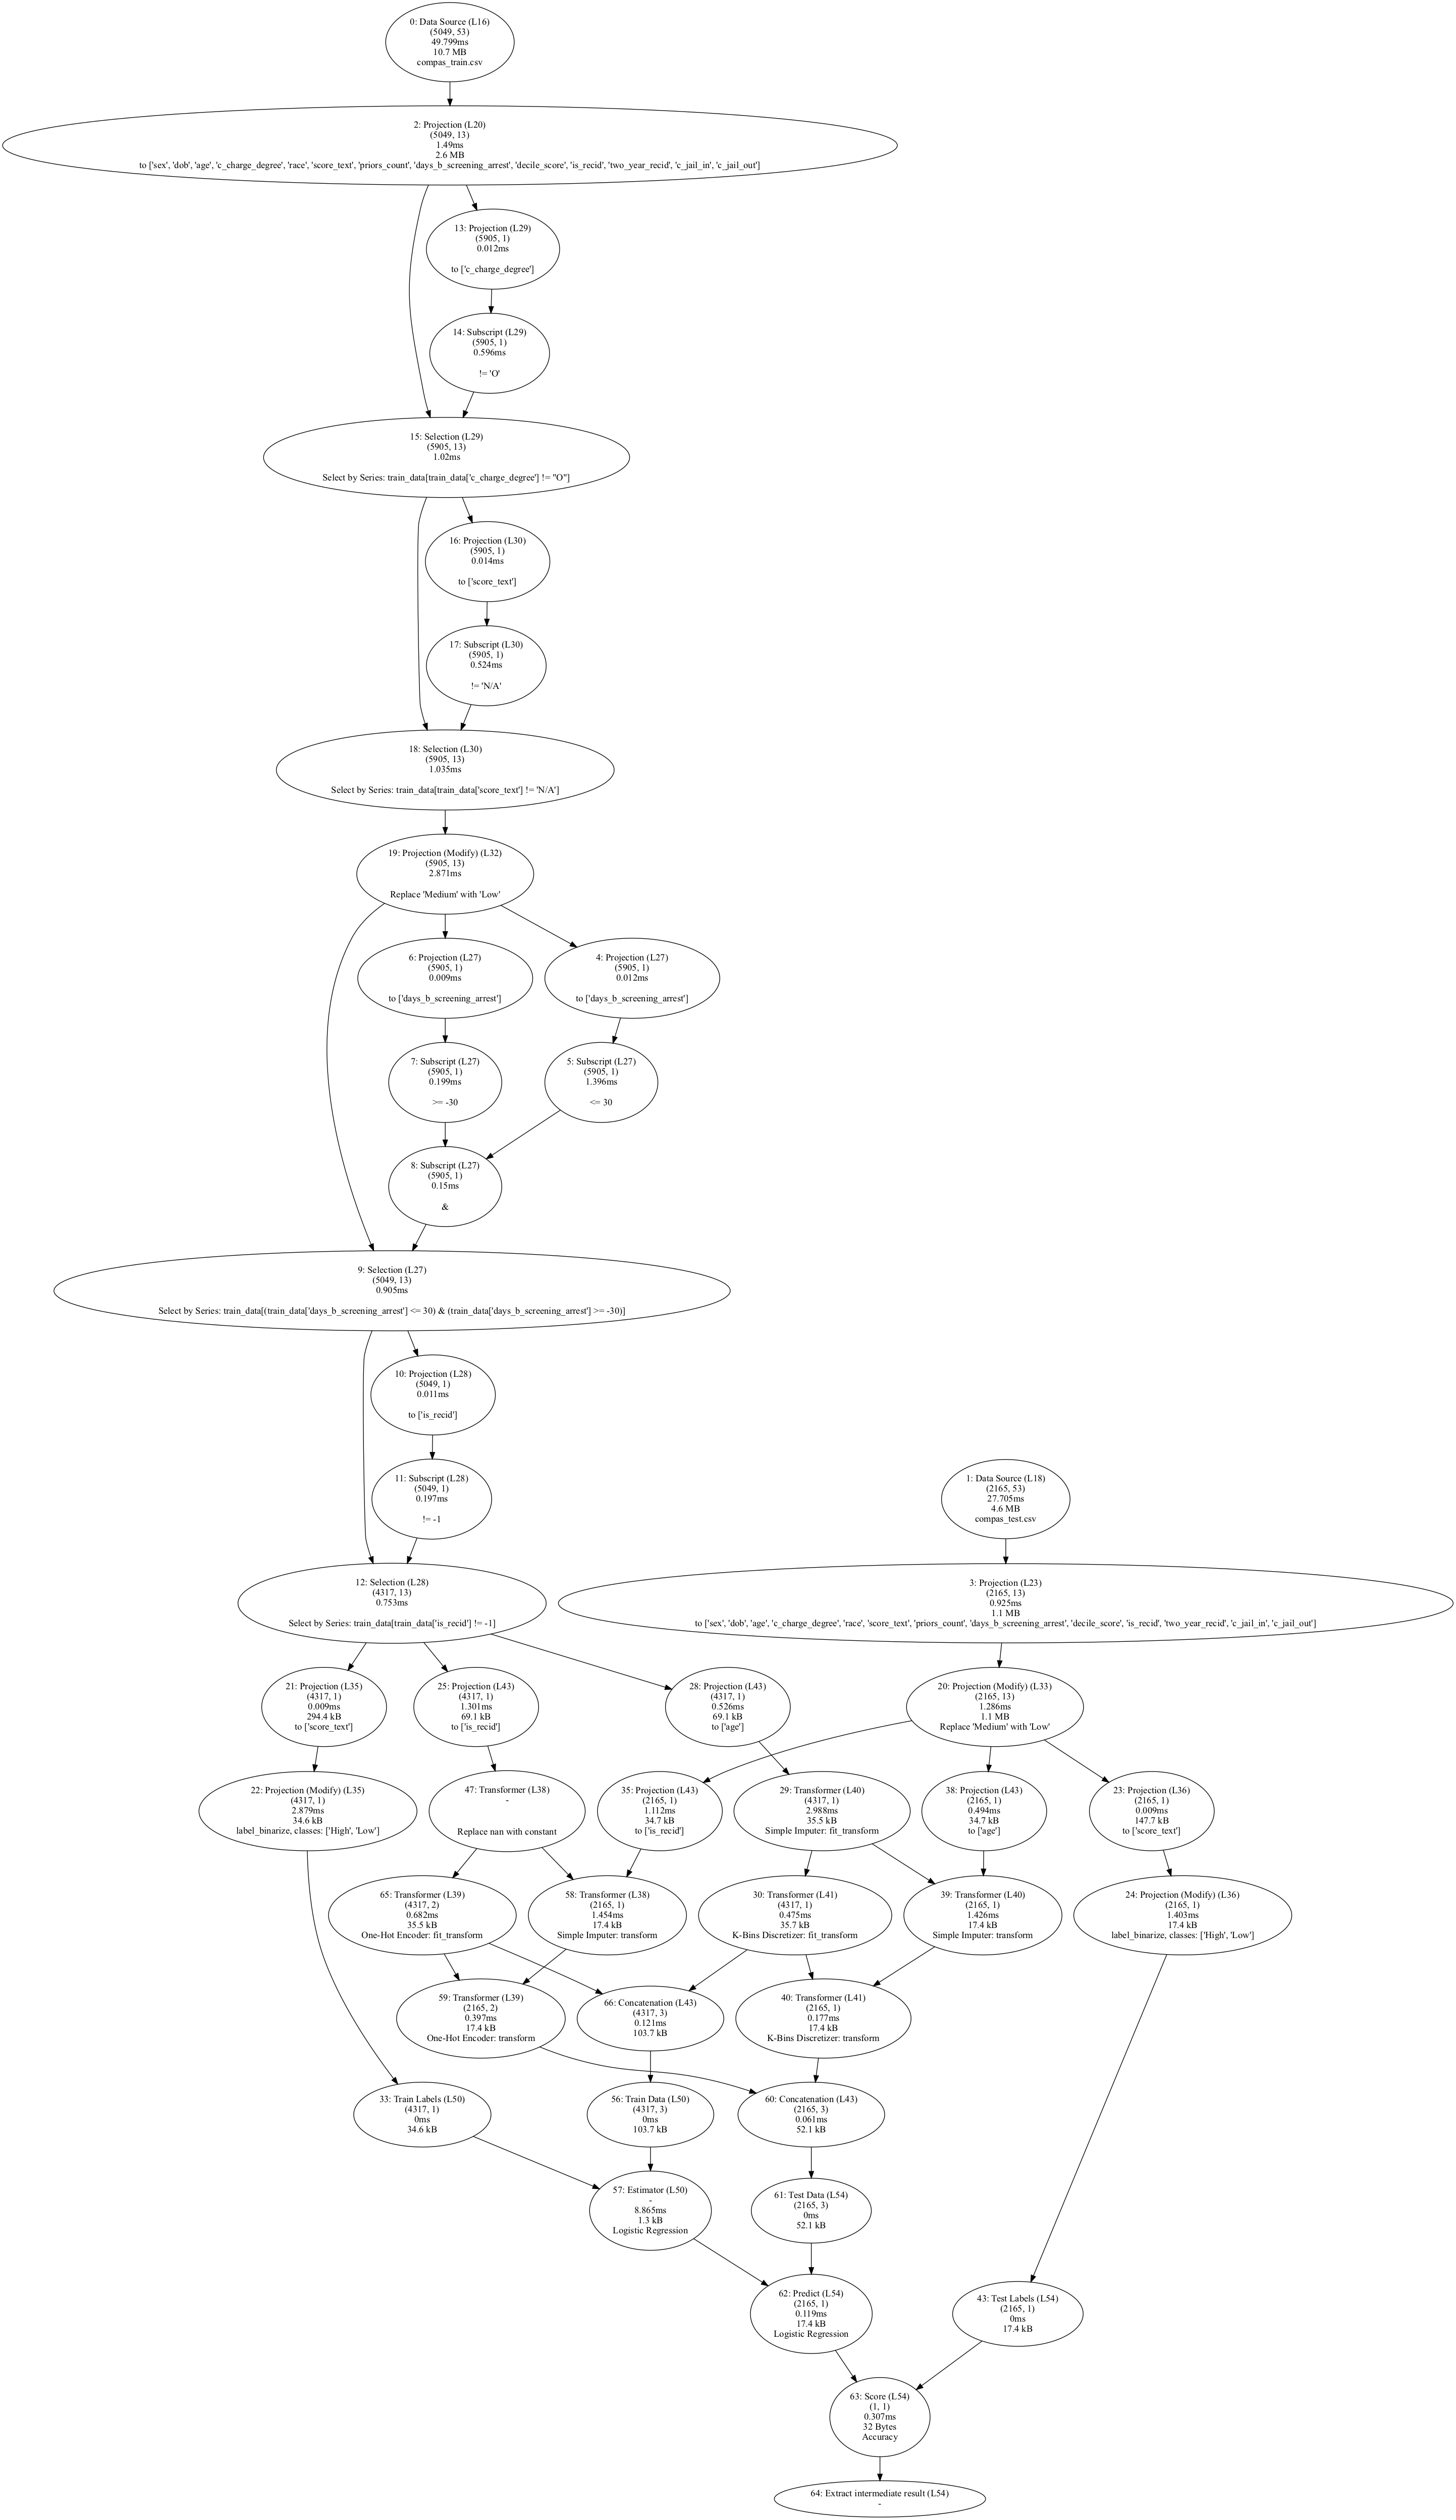 0: Data Source (L16)
(5049, 53)
49.799ms
10.7 MB
compas_train.csv
2: Projection (L20)
(5049, 13)
1.49ms
2.6 MB
to ['sex', 'dob', 'age', 'c_charge_degree', 'race', 'score_text', 'priors_count', 'days_b_screening_arrest', 'decile_score', 'is_recid', 'two_year_recid', 'c_jail_in', 'c_jail_out']
13: Projection (L29)
(5905, 1)
0.012ms
to ['c_charge_degree']
14: Subscript (L29)
(5905, 1)
0.596ms
!= 'O'
15: Selection (L29)
(5905, 13)
1.02ms
Select by Series: train_data[train_data['c_charge_degree'] != "O"]
16: Projection (L30)
(5905, 1)
0.014ms
to ['score_text']
17: Subscript (L30)
(5905, 1)
0.524ms
!= 'N/A'
18: Selection (L30)
(5905, 13)
1.035ms
Select by Series: train_data[train_data['score_text'] != 'N/A']
19: Projection (Modify) (L32)
(5905, 13)
2.871ms
Replace 'Medium' with 'Low'
6: Projection (L27)
(5905, 1)
0.009ms
to ['days_b_screening_arrest']
4: Projection (L27)
(5905, 1)
0.012ms
to ['days_b_screening_arrest']
7: Subscript (L27)
(5905, 1)
0.199ms
>= -30
5: Subscript (L27)
(5905, 1)
1.396ms
<= 30
8: Subscript (L27)
(5905, 1)
0.15ms
&
9: Selection (L27)
(5049, 13)
0.905ms
Select by Series: train_data[(train_data['days_b_screening_arrest'] <= 30) & (train_data['days_b_screening_arrest'] >= -30)]
10: Projection (L28)
(5049, 1)
0.011ms
to ['is_recid']
11: Subscript (L28)
(5049, 1)
0.197ms
!= -1
1: Data Source (L18)
(2165, 53)
27.705ms
4.6 MB
compas_test.csv
12: Selection (L28)
(4317, 13)
0.753ms
Select by Series: train_data[train_data['is_recid'] != -1]
3: Projection (L23)
(2165, 13)
0.925ms
1.1 MB
to ['sex', 'dob', 'age', 'c_charge_degree', 'race', 'score_text', 'priors_count', 'days_b_screening_arrest', 'decile_score', 'is_recid', 'two_year_recid', 'c_jail_in', 'c_jail_out']
21: Projection (L35)
(4317, 1)
0.009ms
294.4 kB
to ['score_text']
25: Projection (L43)
(4317, 1)
1.301ms
69.1 kB
to ['is_recid']
28: Projection (L43)
(4317, 1)
0.526ms
69.1 kB
to ['age']
20: Projection (Modify) (L33)
(2165, 13)
1.286ms
1.1 MB
Replace 'Medium' with 'Low'
22: Projection (Modify) (L35)
(4317, 1)
2.879ms
34.6 kB
label_binarize, classes: ['High', 'Low']
47: Transformer (L38)
-
Replace nan with constant
35: Projection (L43)
(2165, 1)
1.112ms
34.7 kB
to ['is_recid']
29: Transformer (L40)
(4317, 1)
2.988ms
35.5 kB
Simple Imputer: fit_transform
38: Projection (L43)
(2165, 1)
0.494ms
34.7 kB
to ['age']
23: Projection (L36)
(2165, 1)
0.009ms
147.7 kB
to ['score_text']
65: Transformer (L39)
(4317, 2)
0.682ms
35.5 kB
One-Hot Encoder: fit_transform
58: Transformer (L38)
(2165, 1)
1.454ms
17.4 kB
Simple Imputer: transform
30: Transformer (L41)
(4317, 1)
0.475ms
35.7 kB
K-Bins Discretizer: fit_transform
39: Transformer (L40)
(2165, 1)
1.426ms
17.4 kB
Simple Imputer: transform
24: Projection (Modify) (L36)
(2165, 1)
1.403ms
17.4 kB
label_binarize, classes: ['High', 'Low']
59: Transformer (L39)
(2165, 2)
0.397ms
17.4 kB
One-Hot Encoder: transform
66: Concatenation (L43)
(4317, 3)
0.121ms
103.7 kB
40: Transformer (L41)
(2165, 1)
0.177ms
17.4 kB
K-Bins Discretizer: transform
33: Train Labels (L50)
(4317, 1)
0ms
34.6 kB
56: Train Data (L50)
(4317, 3)
0ms
103.7 kB
60: Concatenation (L43)
(2165, 3)
0.061ms
52.1 kB
57: Estimator (L50)
-
8.865ms
1.3 kB
Logistic Regression
61: Test Data (L54)
(2165, 3)
0ms
52.1 kB
62: Predict (L54)
(2165, 1)
0.119ms
17.4 kB
Logistic Regression
43: Test Labels (L54)
(2165, 1)
0ms
17.4 kB
63: Score (L54)
(1, 1)
0.307ms
32 Bytes
Accuracy
64: Extract intermediate result (L54)
-